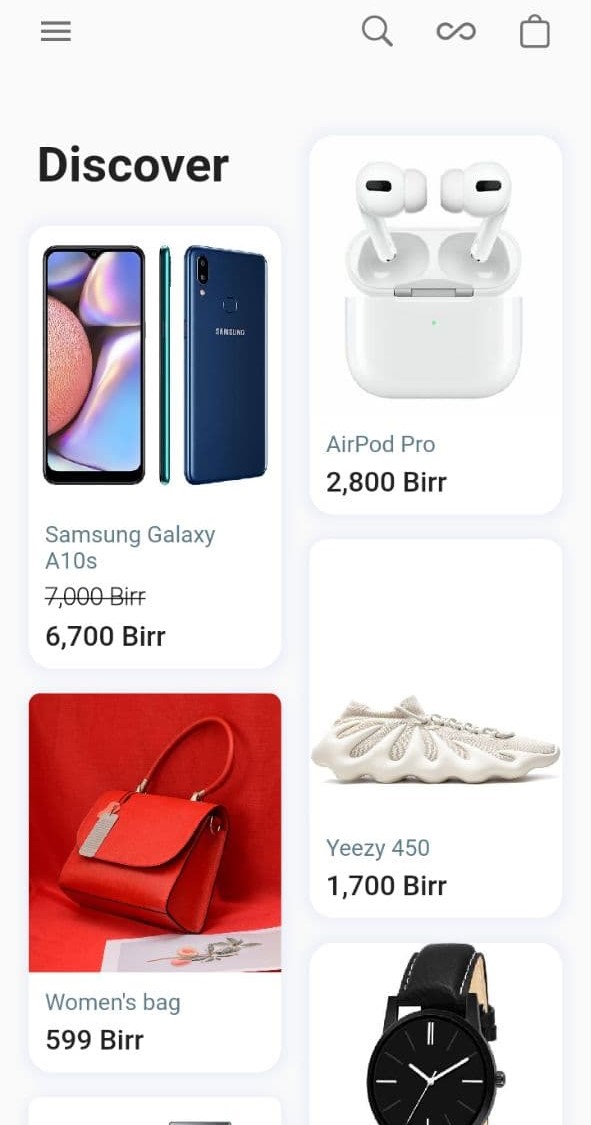 Discover
SAMSUNG
Samsung Galaxy
A10s
7,000 Birr
6,700 Birr
Women's bag
599 Birr
AirPod Pro
2,800 Birr
Yeezy 450
1,700 Birr